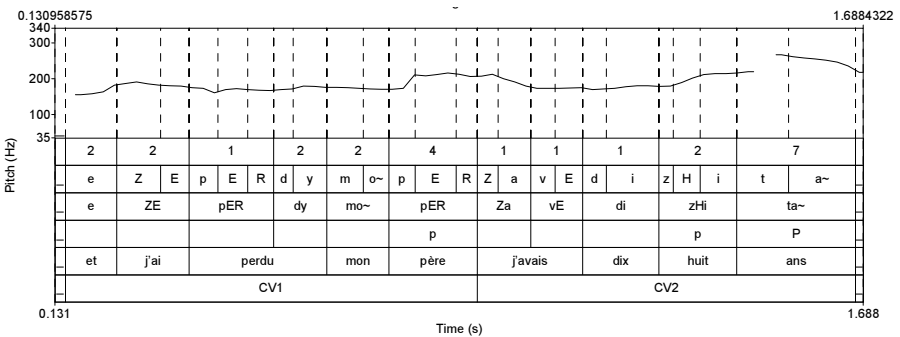 0.130958575 1.6884322
340
300
200
100
35
Pitch (Hz)
2 2 1 2 2 4 1 1 1 2 7
e Z E p E R d y m o~ p E R Z a v E d i z H i t a~
e ZE pER dy mo~ pER Za vE di zHi ta~
p p P
et j'ai perdu mon père j'avais dix huit ans
CV1 CV2
0.131 1.688
Time (s)